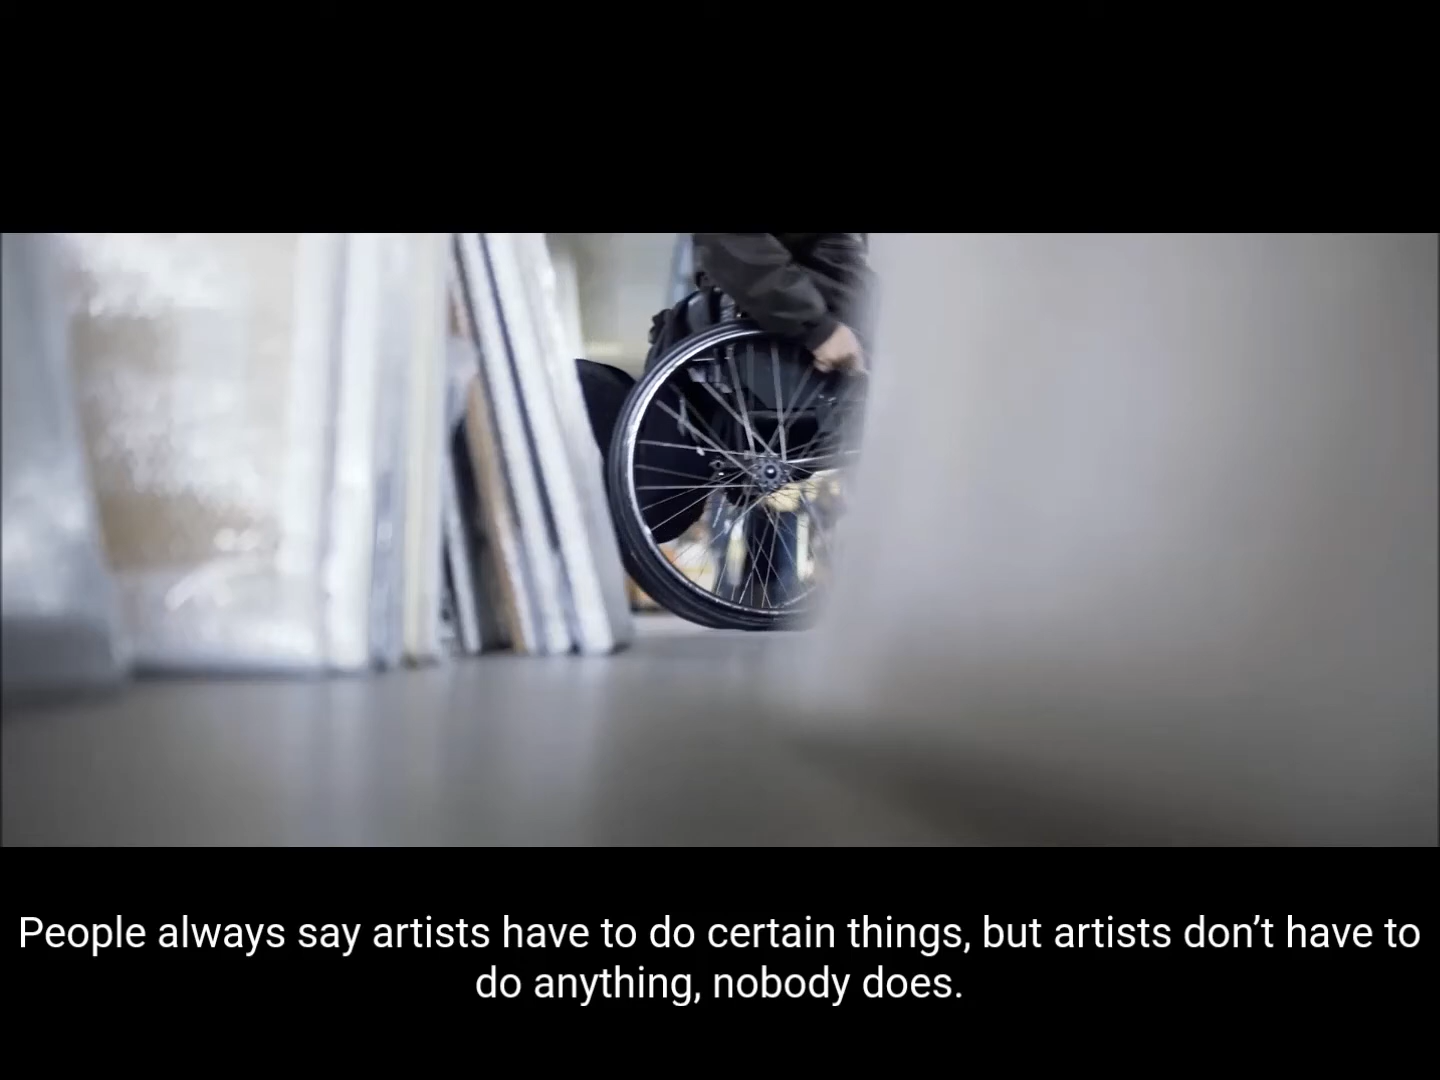 People always say artists have to do certain things, but artists don’t have to
do anything, nobody does.